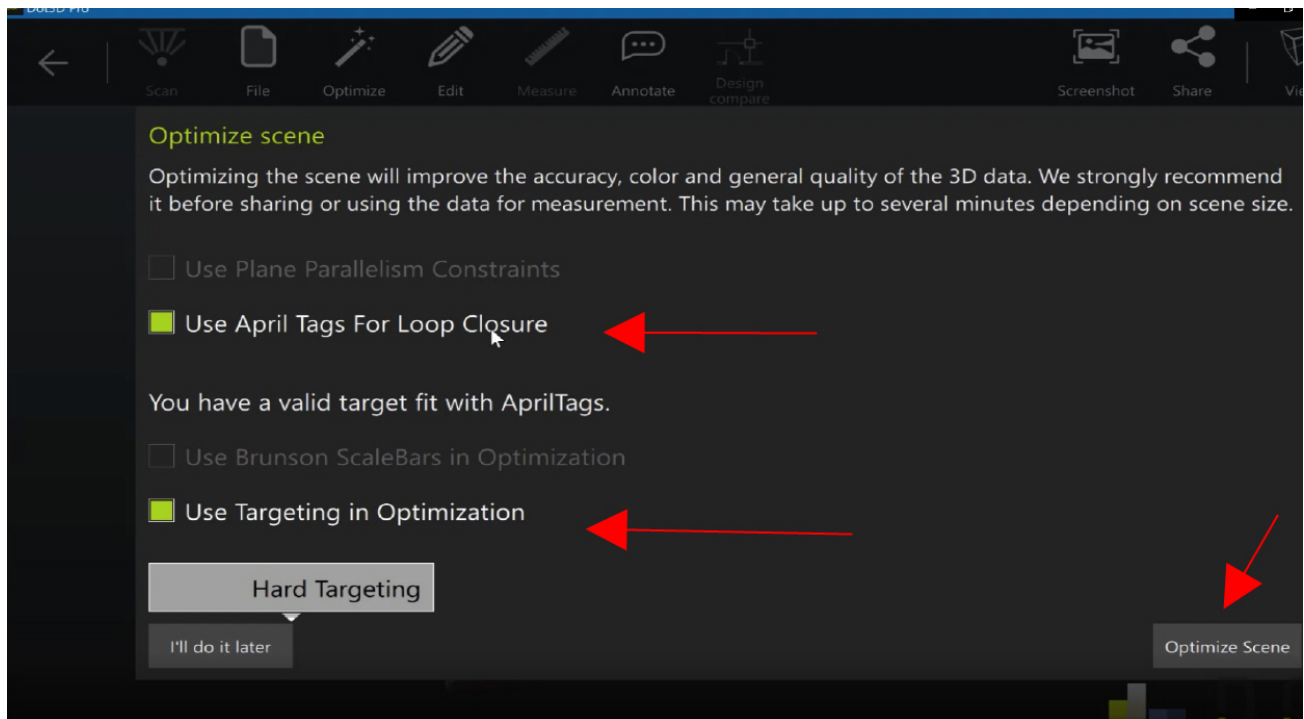 Dot3D Pro
Scan
File
Optimize
Edit
Measure
Annotate
Design
compare
Screenshot
Share
Optimize scene
Optimizing the scene will improve the accuracy, color and general quality of the 3D data. We strongly recommend
it before sharing or using the data for measurement. This may take up to several minutes depending on scene size.
Use Plane Parallelism Constraints
Use April Tags For Loop Closure
You have a valid target fit with AprilTags.
Use Brunson ScaleBars in Optimization
Use Targeting in Optimization
Hard Targeting
I'll do it later
Optimize Scene